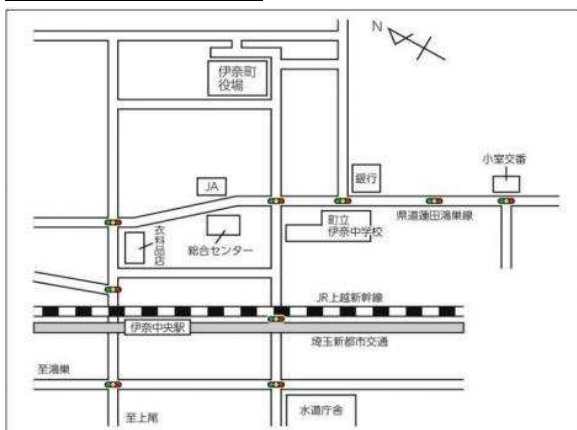 N
伊奈町
役場
小室交番
銀行
JA
町立
伊奈中学校
県道蓮田鴻巣線
衣料品店
総合センター
JR上越新幹線
伊奈中央駅
埼玉新都市交通
至鴻巣
至上尾
水道庁舎